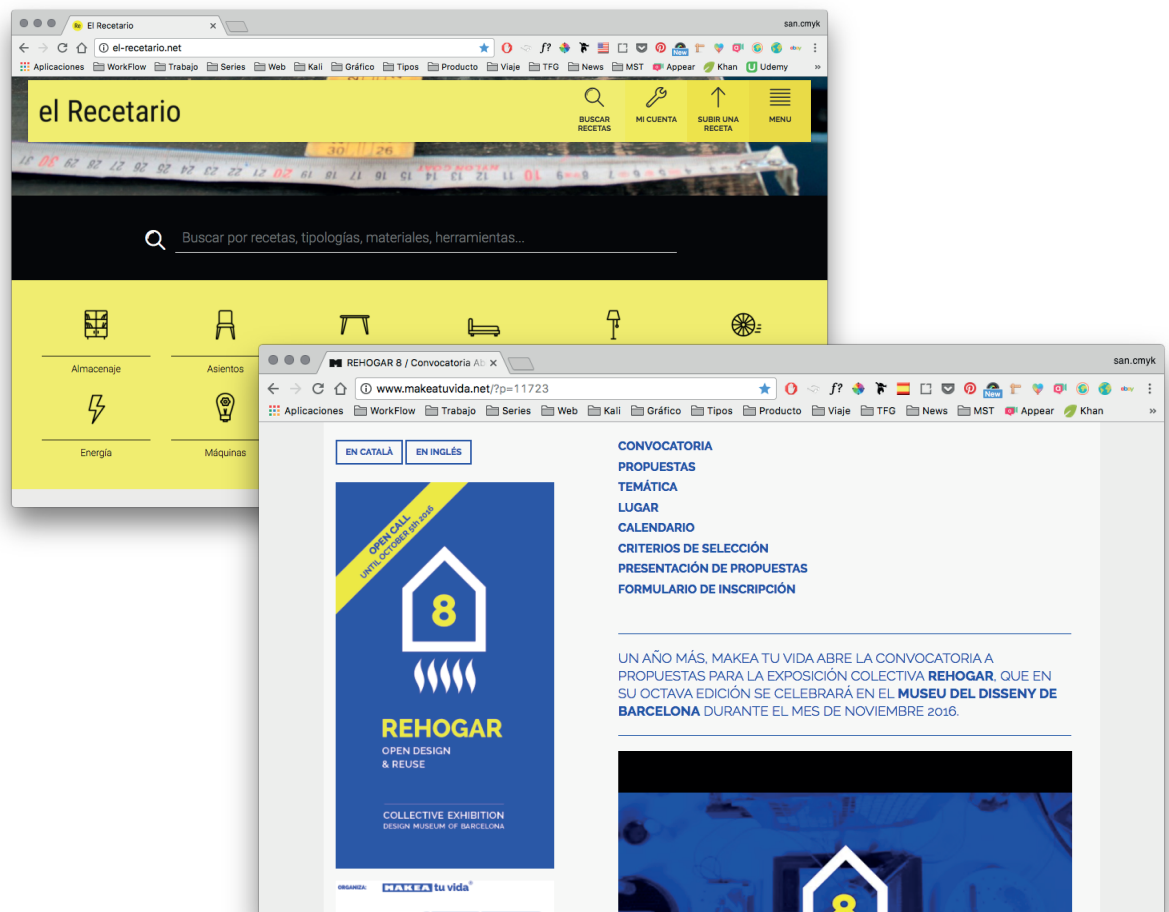 El Recetario
san.cmyk
el-recetario.net
Aplicaciones WorkFlow Trabajo Series Web Kali Gráfico Tipos Producto Viaje TFG News MST Appear Khan Udemy »
el Recetario
BUSCAR
RECETAS
MI CUENTA
SUBIR UNA
RECETA
MENU
Buscar por recetas, tipologías, materiales, herramientas...
Almacenaje
Asientos
Energía
Máquinas
REHOGAR 8 / Convocatoria Ab
san.cmyk
www.makeatuvida.net/?p=11723
Aplicaciones WorkFlow Trabajo Series Web Kali Gráfico Tipos Producto Viaje TFG News MST Appear Khan »
EN CATALÀ EN INGLÉS
OPEN CALL
UNTIL OCTOBER 5th 2016
8
REHOGAR
OPEN DESIGN
& REUSE
COLLECTIVE EXHIBITION
DESIGN MUSEUM OF BARCELONA
ORGANIZA: MAKEA tu vida®
CONVOCATORIA
PROPUESTAS
TEMÁTICA
LUGAR
CALENDARIO
CRITERIOS DE SELECCIÓN
PRESENTACIÓN DE PROPUESTAS
FORMULARIO DE INSCRIPCIÓN
UN AÑO MÁS, MAKEA TU VIDA ABRE LA CONVOCATORIA A
PROPUESTAS PARA LA EXPOSICIÓN COLECTIVA REHOGAR, QUE EN
SU OCTAVA EDICIÓN SE CELEBRARÁ EN EL MUSEU DEL DISSENY DE
BARCELONA DURANTE EL MES DE NOVIEMBRE 2016.
8